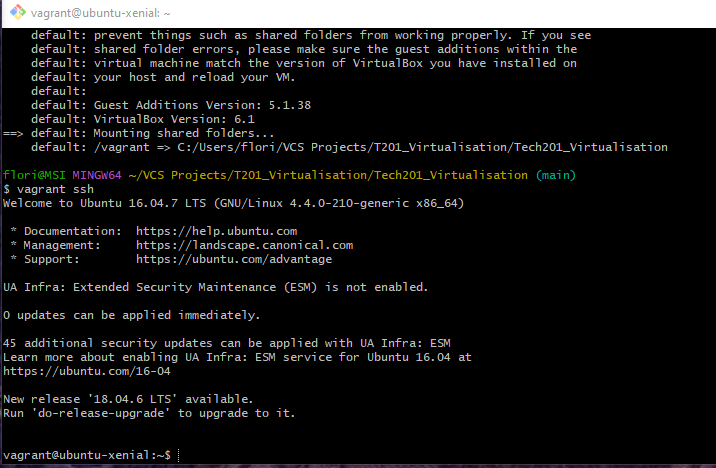 vagrant@ubuntu-xenial: ~
default: prevent things such as shared folders from working properly. If you see
default: shared folder errors, please make sure the guest additions within the
default: virtual machine match the version of VirtualBox you have installed on
default: your host and reload your VM.
default:
default: Guest Additions Version: 5.1.38
default: VirtualBox Version: 6.1
==> default: Mounting shared folders...
default: /vagrant => C:/Users/flori/VCS Projects/T201_Virtualisation/Tech201_Virtualisation
flori@MSI MINGW64 ~/VCS Projects/T201_Virtualisation/Tech201_Virtualisation (main)
$ vagrant ssh
Welcome to Ubuntu 16.04.7 LTS (GNU/Linux 4.4.0-210-generic x86_64)
* Documentation:  https://help.ubuntu.com
* Management:     https://landscape.canonical.com
* Support:        https://ubuntu.com/advantage
UA Infra: Extended Security Maintenance (ESM) is not enabled.
0 updates can be applied immediately.
45 additional security updates can be applied with UA Infra: ESM
Learn more about enabling UA Infra: ESM service for Ubuntu 16.04 at
https://ubuntu.com/16-04
New release '18.04.6 LTS' available.
Run 'do-release-upgrade' to upgrade to it.
vagrant@ubuntu-xenial:~$